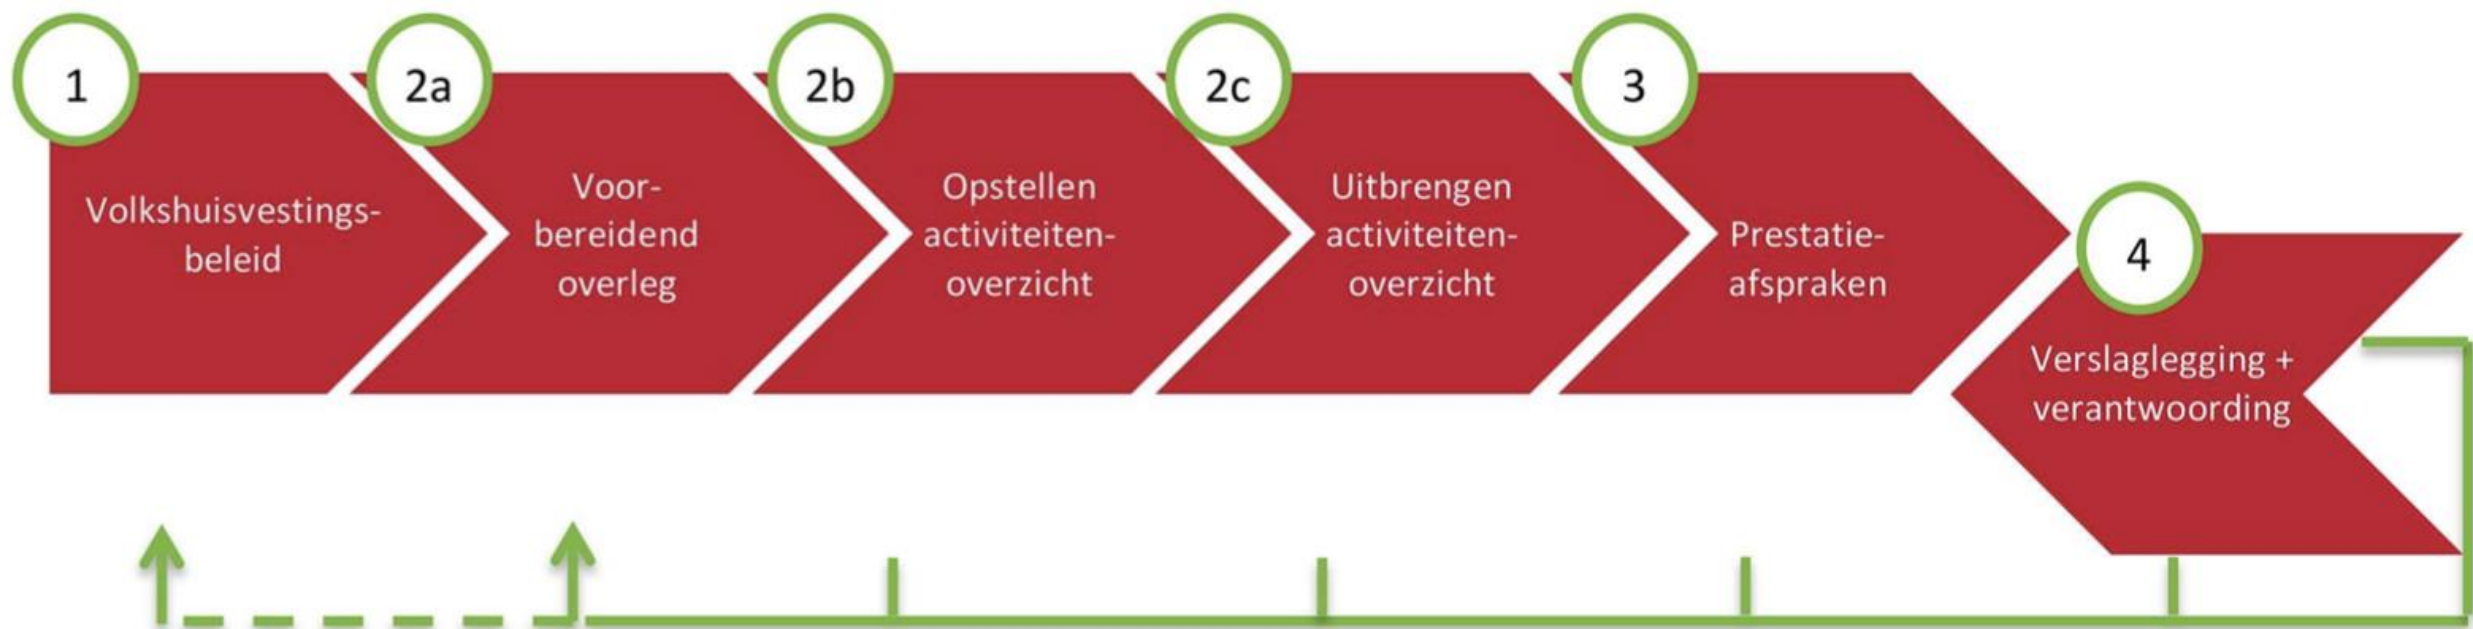 1
Volkshuisvestings-
beleid
2a
Voor-
bereidend
overleg
2b
Opstellen
activiteiten-
overzicht
2c
Uitbrengen
activiteiten-
overzicht
3
Prestatie-
afspraken
4
Verslaglegging +
verantwoording